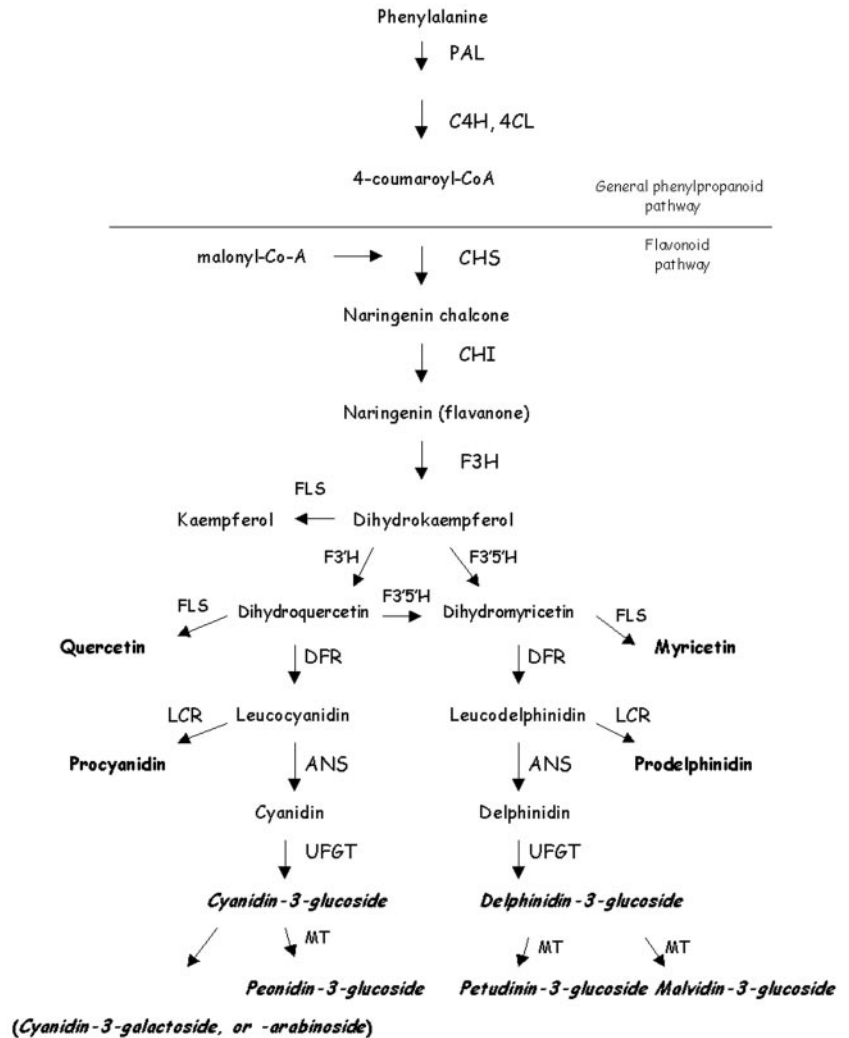 Phenylalanine
PAL
C4H, 4CL
4-coumaroyl-CoA
General phenylpropanoid
pathway
Flavonoid
pathway
malonyl-Co-A
CHS
Naringenin chalcone
CHI
Naringenin (flavanone)
F3H
FLS
Kaempferol
Dihydrokaempferol
F3'H
F3'5'H
FLS
Dihydroquercetin
F3'5'H
Dihydromyricetin
FLS
Quercetin
Myricetin
DFR
DFR
LCR
Leucocyanidin
Leucodelphinidin
LCR
Procyanidin
ANS
ANS
Prodelphinidin
Cyanidin
Delphinidin
UFGT
UFGT
Cyanidin-3-glucoside
Delphinidin-3-glucoside
MT
MT
MT
Peonidin-3-glucoside
Petudinin-3-glucoside
Malvidin-3-glucoside
(Cyanidin-3-galactoside, or -arabinoside)